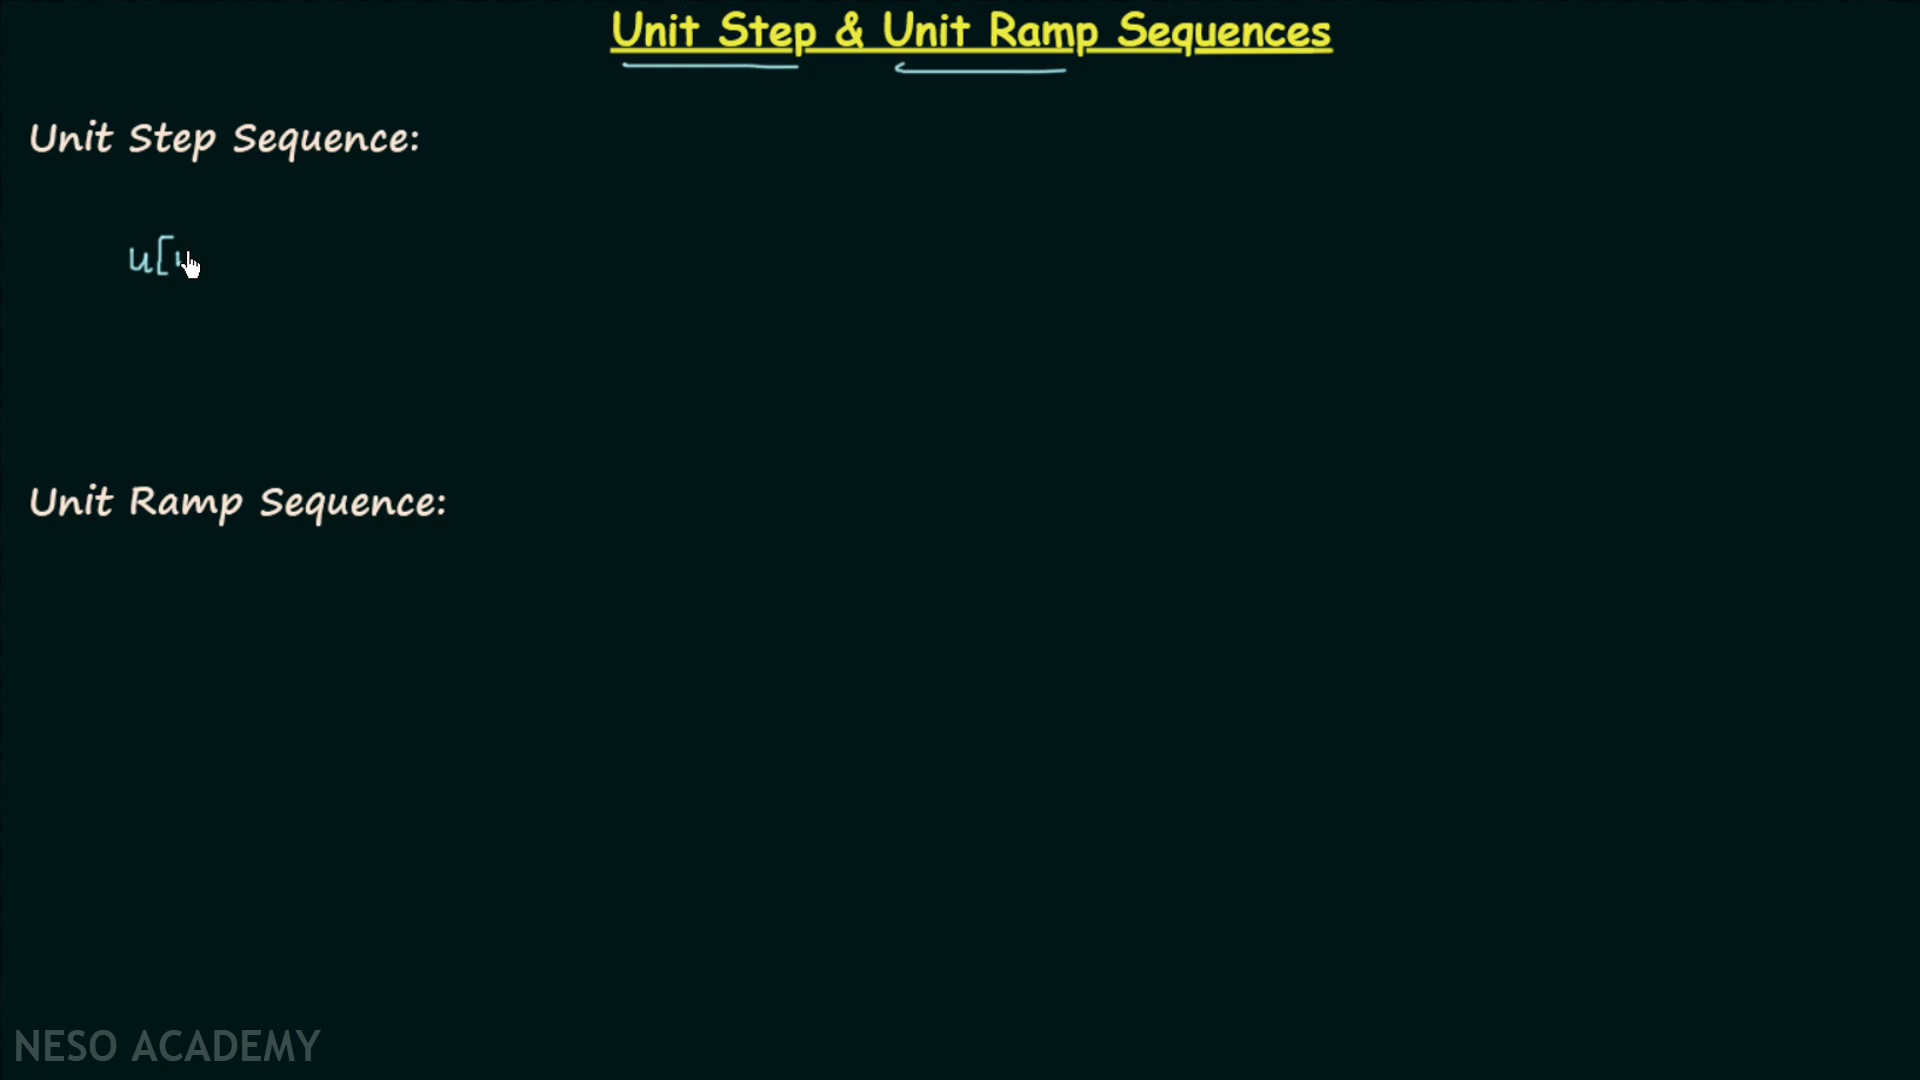 Unit Step & Unit Ramp Sequences
Unit Step Sequence:
u[
Unit Ramp Sequence:
NESO ACADEMY